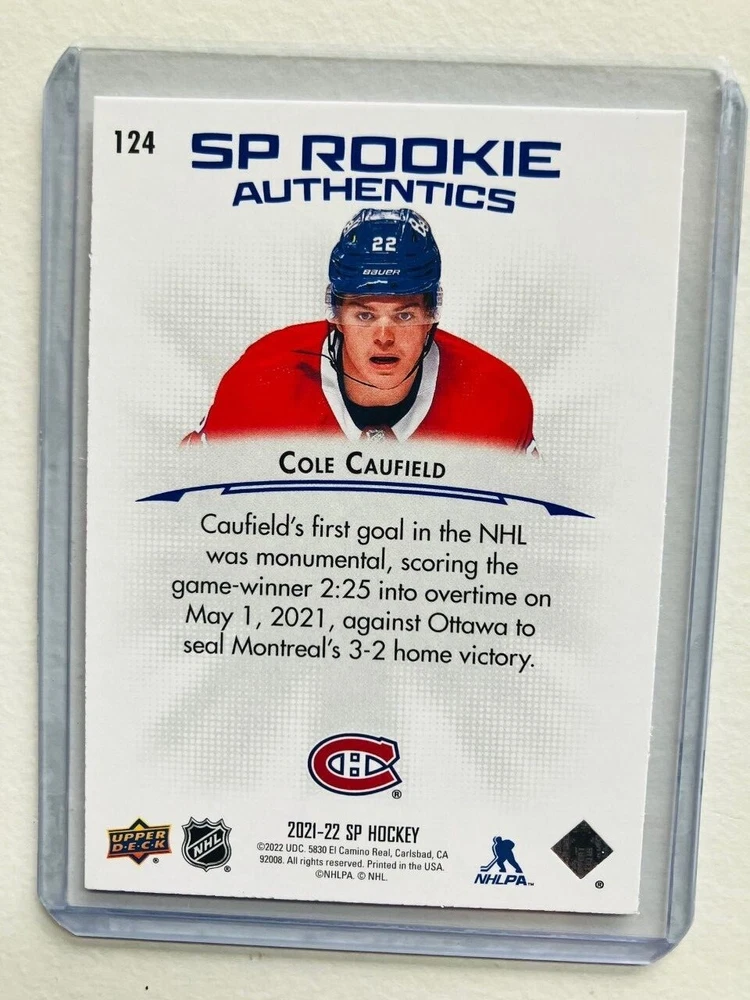 124
SP ROOKIE
AUTHENTICS
22
BAUER
COLE CAUFIELD
Caufield's first goal in the NHL
was monumental, scoring the
game-winner 2:25 into overtime on
May 1, 2021, against Ottawa to
seal Montreal's 3-2 home victory.
CH
®
UPPER
D·E·C·K
®
NHL
®
2021-22 SP HOCKEY
©2022 UDC. 5830 El Camino Real, Carlsbad, CA
92008. All rights reserved. Printed in the USA.
©NHLPA. © NHL.
NHLPA™
®